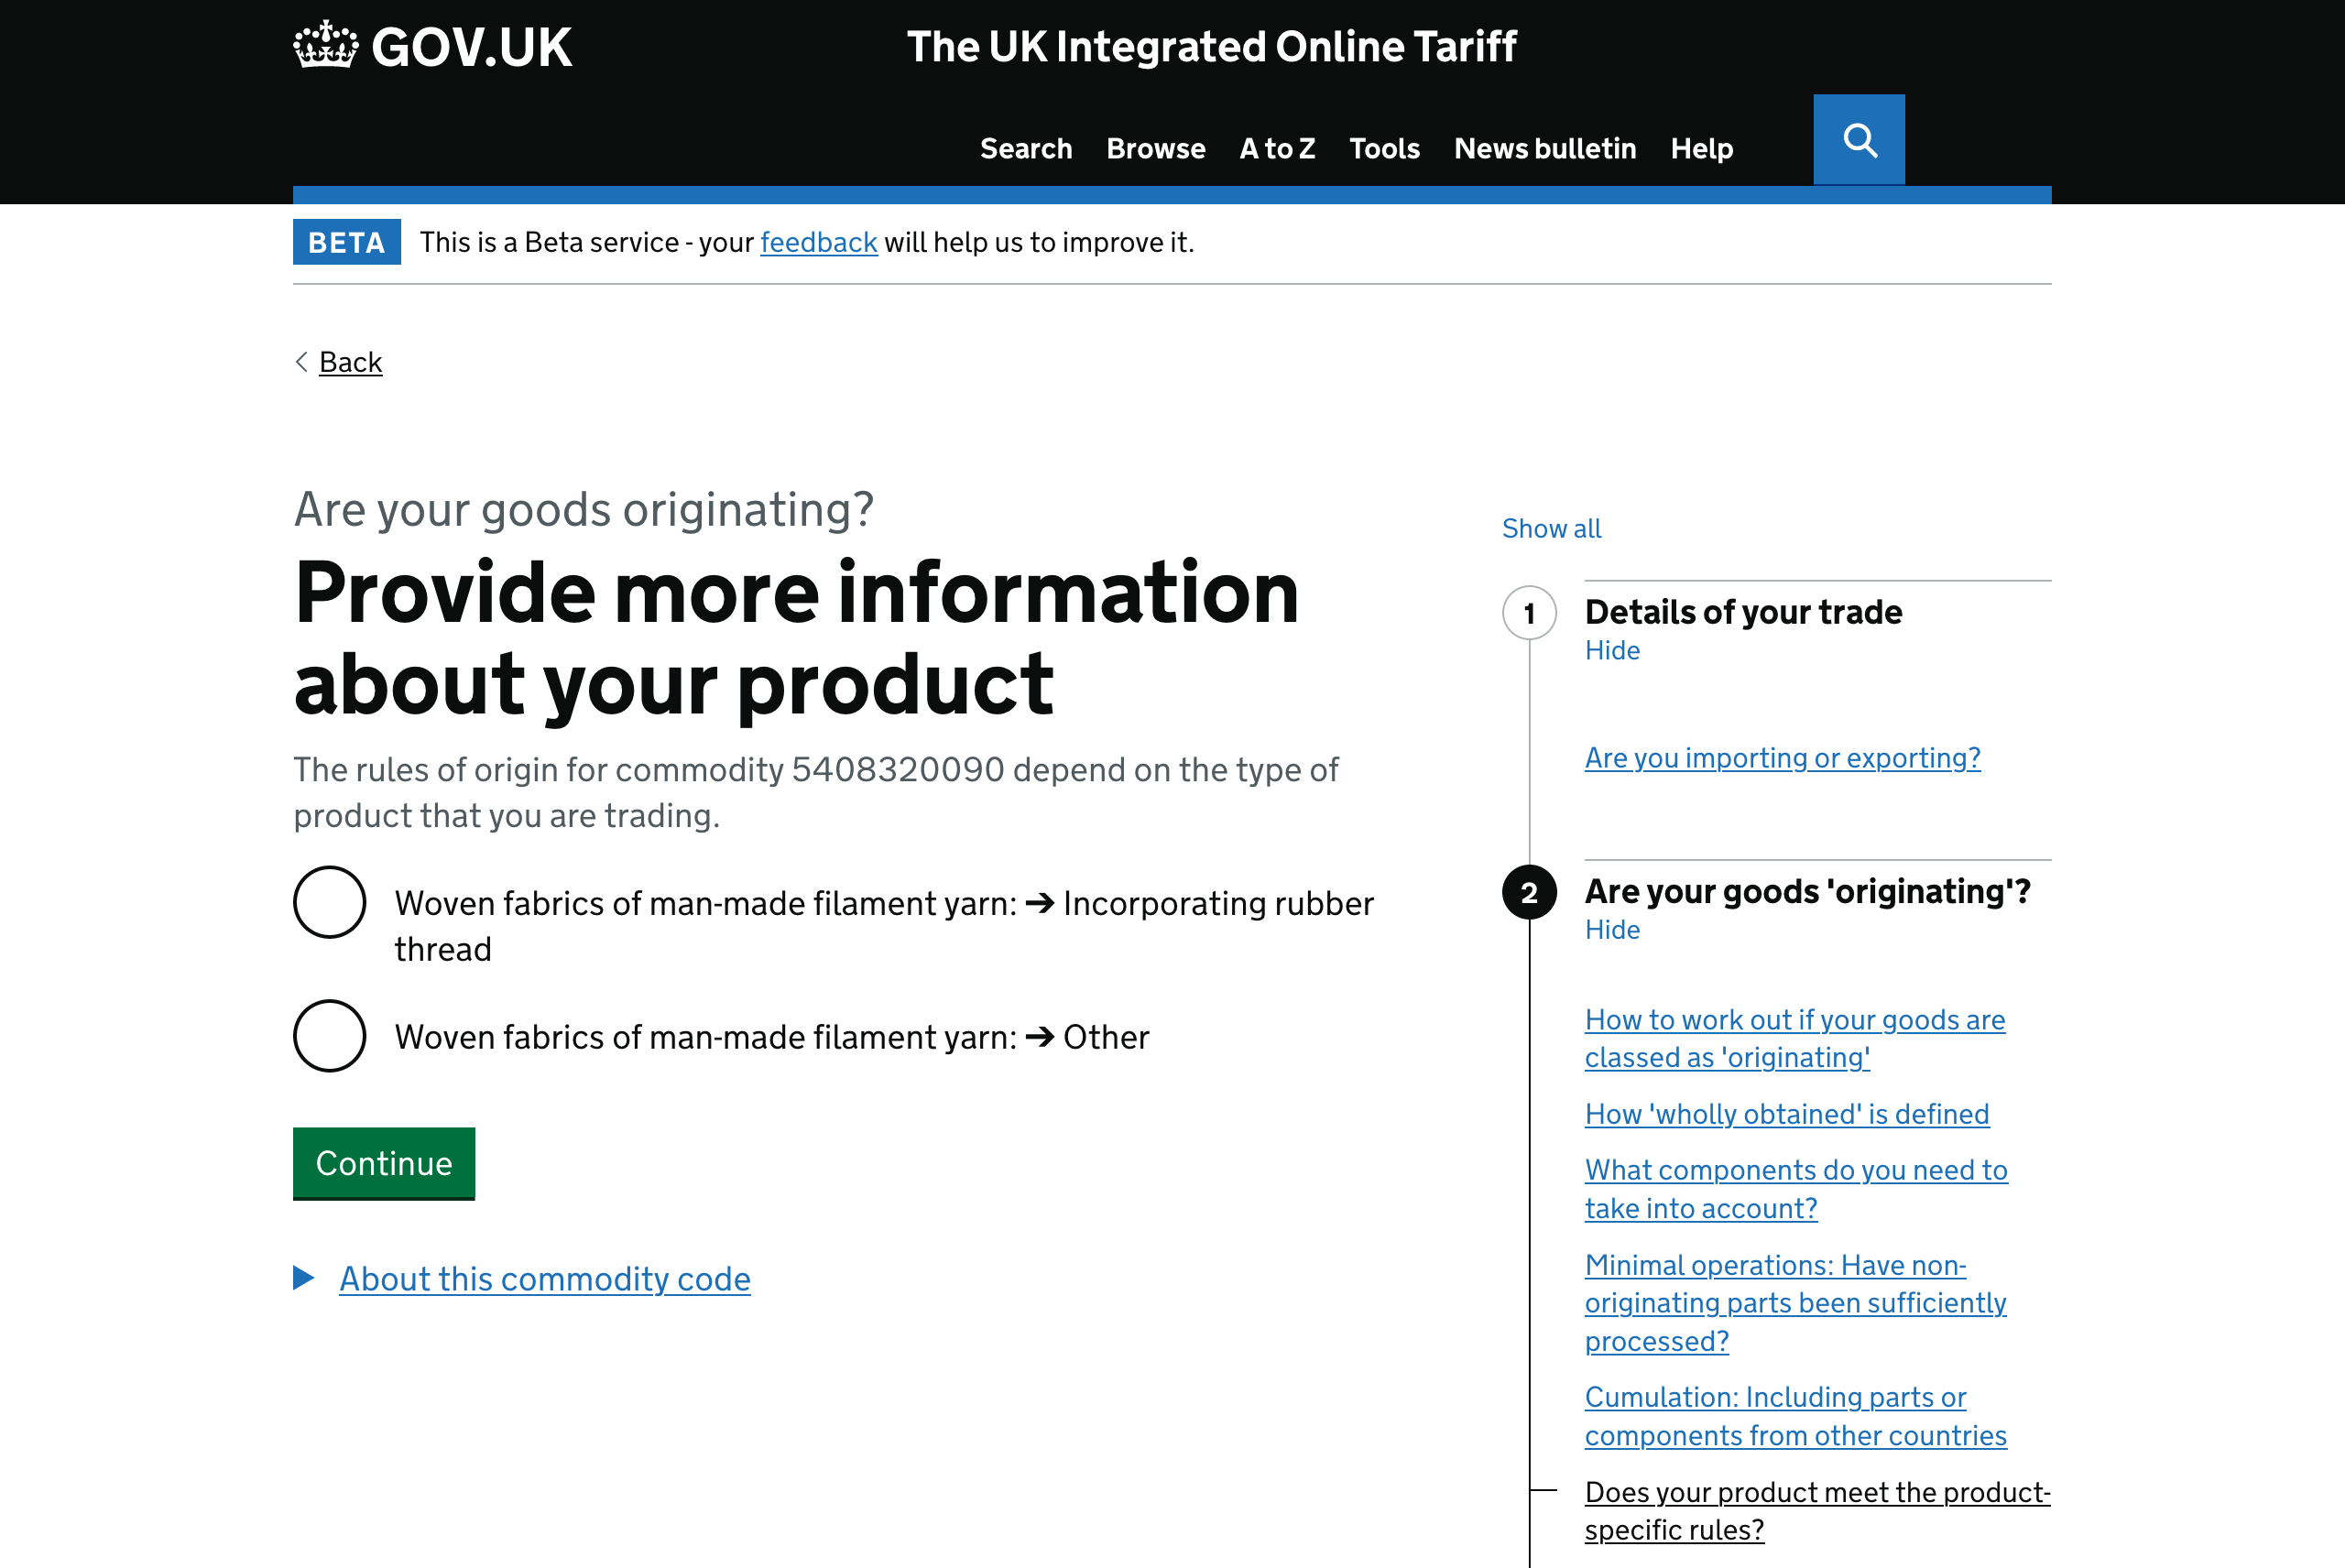 GOV.UK
The UK Integrated Online Tariff
Search Browse A to Z Tools News bulletin Help
BETA This is a Beta service - your feedback will help us to improve it.
Back
Are your goods originating?
Provide more information
about your product
The rules of origin for commodity 5408320090 depend on the type of
product that you are trading.
Woven fabrics of man-made filament yarn: ➔ Incorporating rubber
thread
Woven fabrics of man-made filament yarn: ➔ Other
Continue
About this commodity code
Show all
1 Details of your trade
Hide
Are you importing or exporting?
2 Are your goods 'originating'?
Hide
How to work out if your goods are
classed as 'originating'
How 'wholly obtained' is defined
What components do you need to
take into account?
Minimal operations: Have non-
originating parts been sufficiently
processed?
Cumulation: Including parts or
components from other countries
Does your product meet the product-
specific rules?